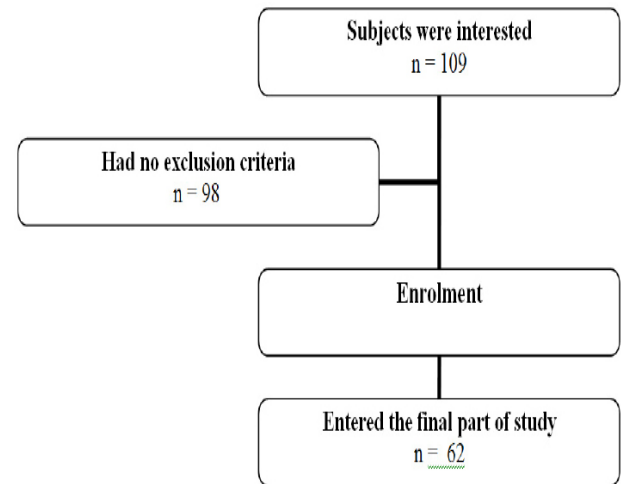 Subjects were interested
n = 109
Had no exclusion criteria
n = 98
Enrolment
Entered the final part of study
n = 62